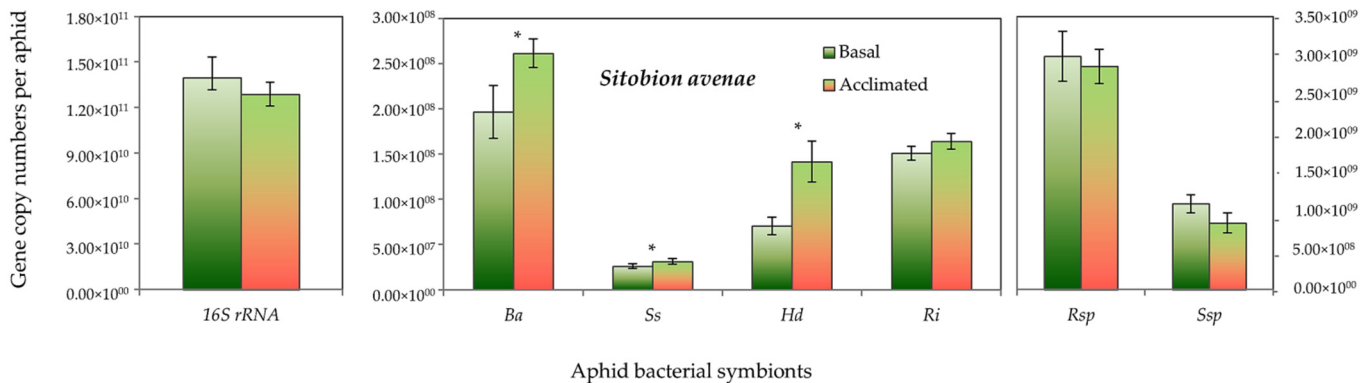 Gene copy numbers per aphid
1.80×10¹¹
1.50×10¹¹
1.20×10¹¹
9.00×10¹⁰
6.00×10¹⁰
3.00×10¹⁰
0.00×10⁰⁰
16S rRNA
3.00×10⁰⁸
2.50×10⁰⁸
2.00×10⁰⁸
1.50×10⁰⁸
1.00×10⁰⁸
5.00×10⁰⁷
0.00×10⁰⁰
*
*
*
Sitobion avenae
Basal
Acclimated
Ba
Ss
Hd
Ri
3.50×10⁰⁹
3.00×10⁰⁹
2.50×10⁰⁹
2.00×10⁰⁹
1.50×10⁰⁹
1.00×10⁰⁹
5.00×10⁰⁸
0.00×10⁰⁰
Rsp
Ssp
Aphid bacterial symbionts